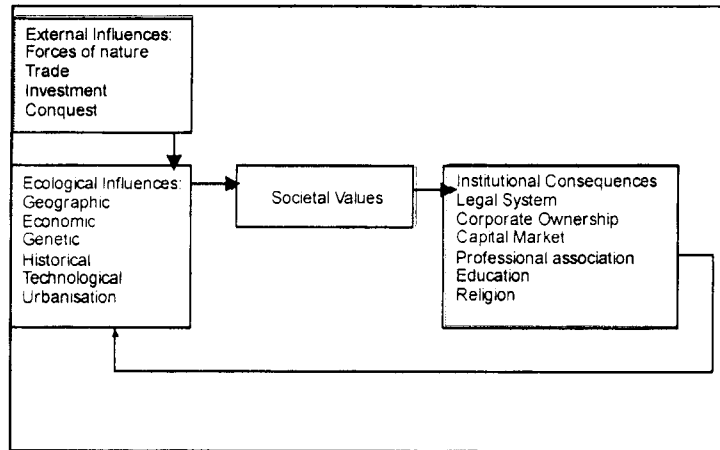 External Influences:
Forces of nature
Trade
Investment
Conquest
Ecological Influences:
Geographic
Economic
Genetic
Historical
Technological
Urbanisation
Societal Values
Institutional Consequences
Legal System
Corporate Ownership
Capital Market
Professional association
Education
Religion